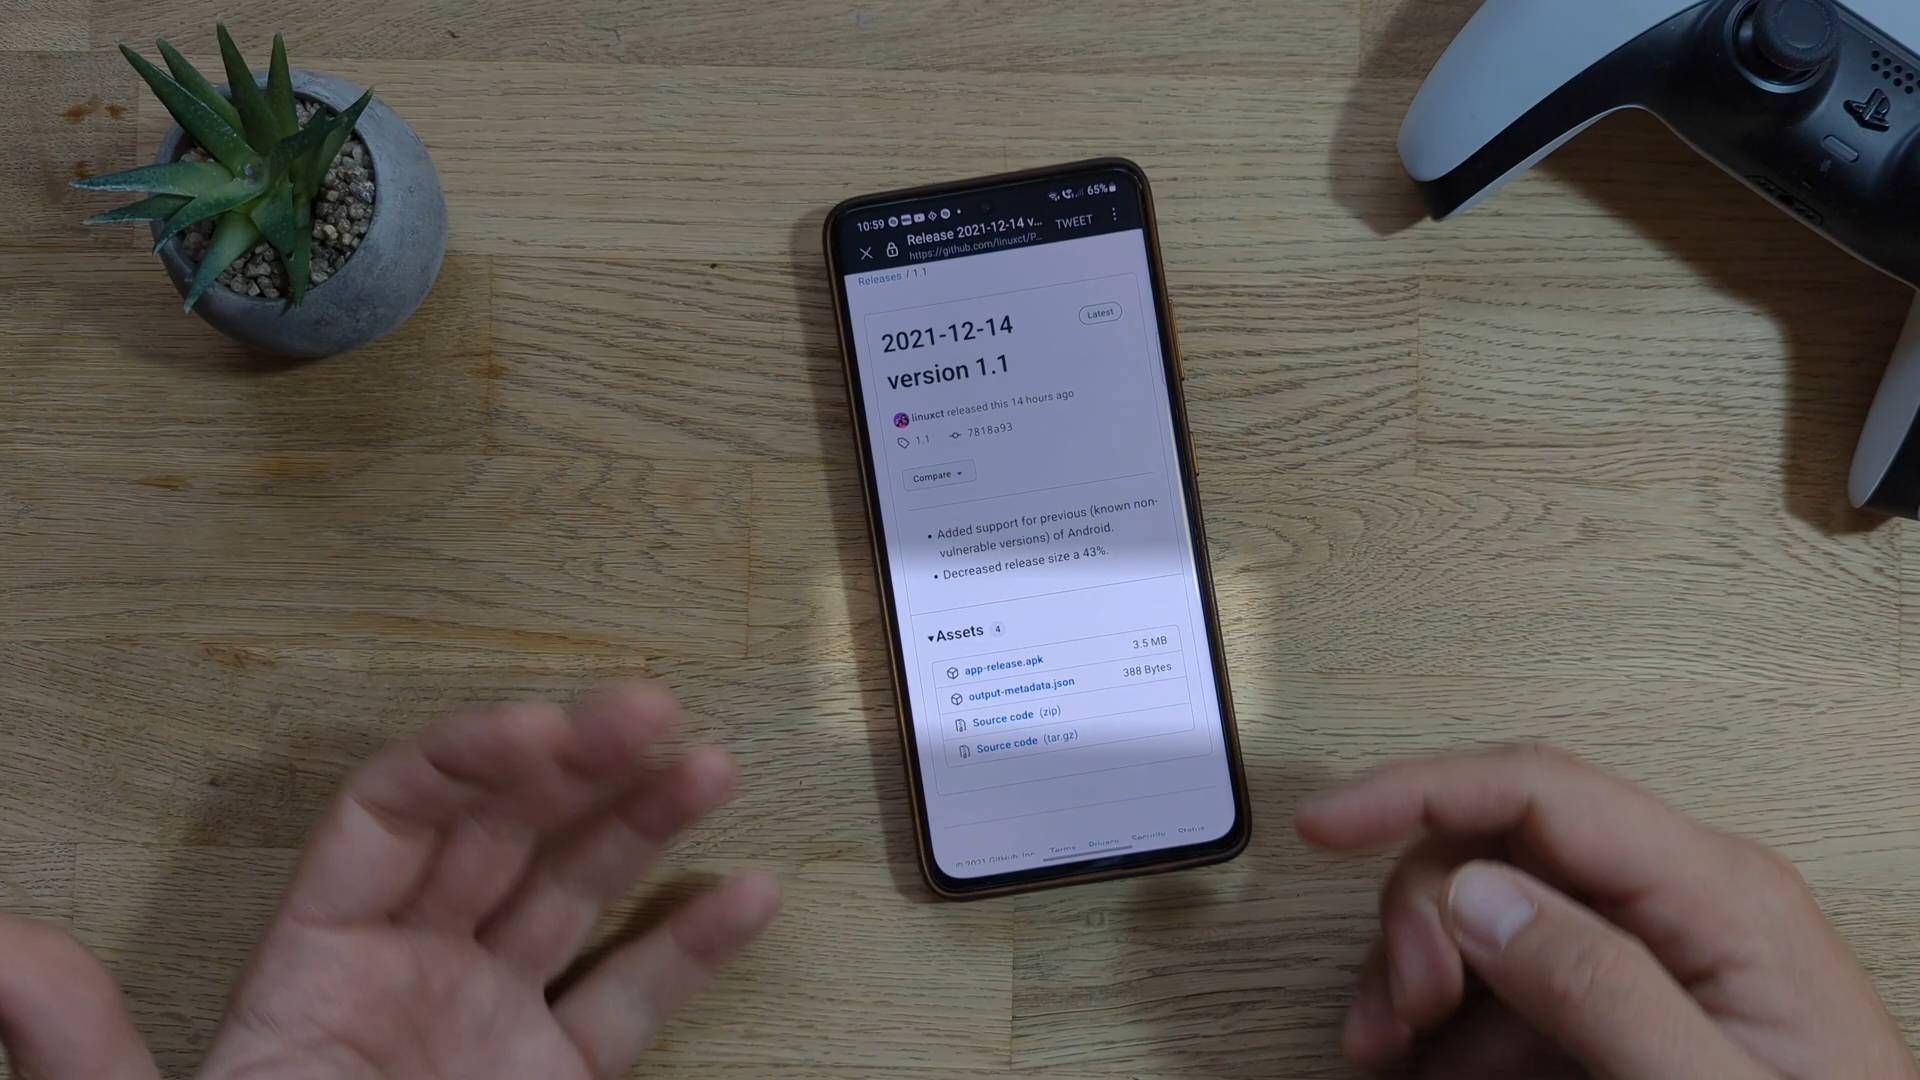 10:59
65%
Release 2021-12-14 v...
TWEET
https://github.com/linuxct/P...
Releases / 1.1
2021-12-14
version 1.1
Latest
linuxct released this 14 hours ago
1.1
7818a93
Compare
• Added support for previous (known non-
vulnerable versions) of Android.
• Decreased release size a 43%.
Assets 4
app-release.apk
3.5 MB
output-metadata.json
388 Bytes
Source code (zip)
Source code (tar.gz)
© 2021 GitHub, Inc.
Terms
Privacy
Security
Status